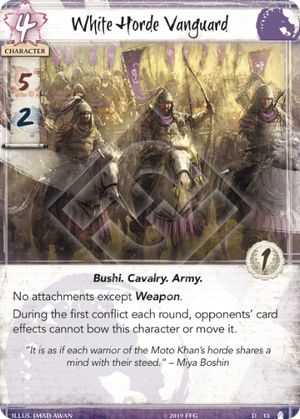 4
White Horde Vanguard
CHARACTER
5
2
1
Bushi. Cavalry. Army.
No attachments except Weapon.
During the first conflict each round, opponents' card
effects cannot bow this character or move it.
"It is as if each warrior of the Moto Khan's horde shares a
mind with their steed." – Miya Boshin
ILLUS. IMAD AWAN
© 2019 FFG
D 13